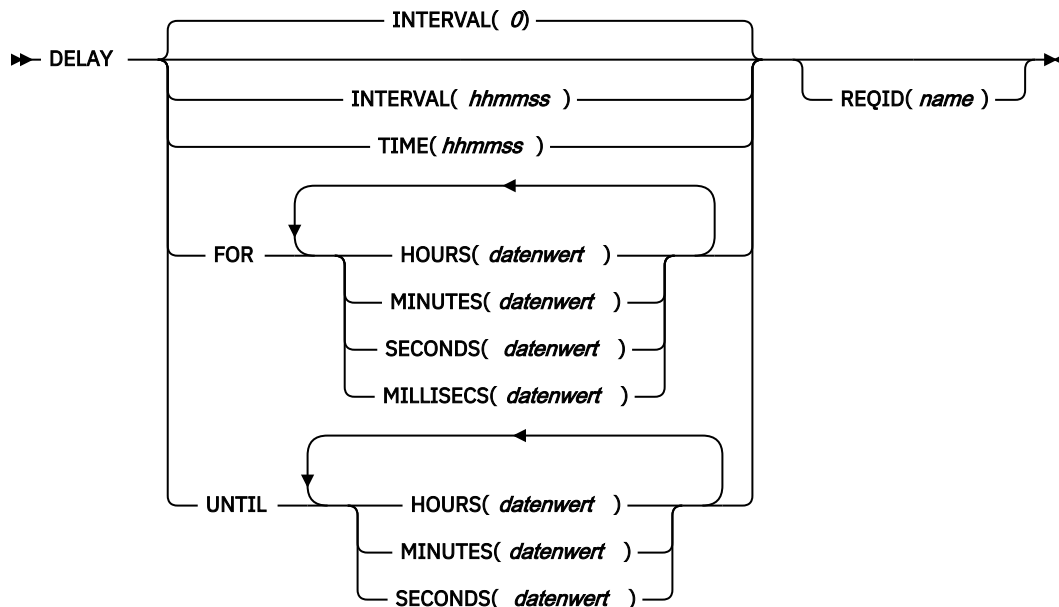 INTERVAL( 0)
DELAY
INTERVAL( hhmmss )
REQID( name )
TIME( hhmmss )
FOR HOURS( datenwert )
MINUTES( datenwert )
SECONDS( datenwert )
MILLISECS( datenwert )
UNTIL HOURS( datenwert )
MINUTES( datenwert )
SECONDS( datenwert )